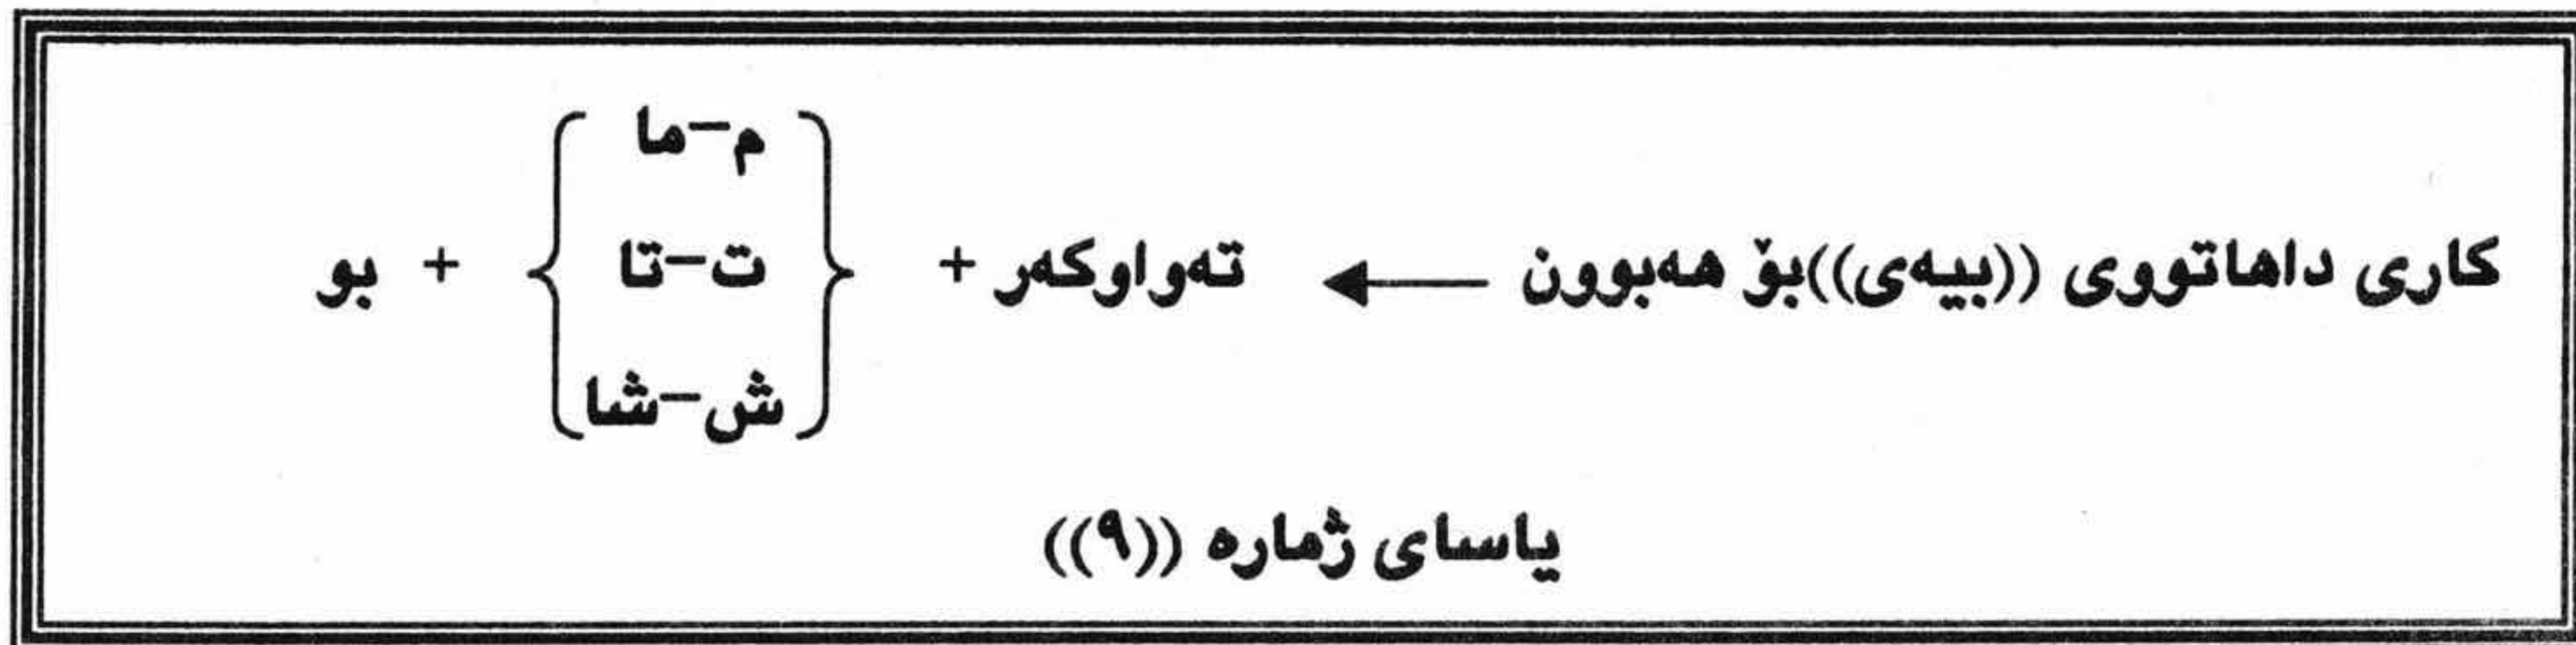 م-ما
کاری داهاتووی ((بیەی))بۆ هەبوون ← تەواوکەر + { ت-تا } + بو
ش-شا
یاسای ژمارە ((٩))